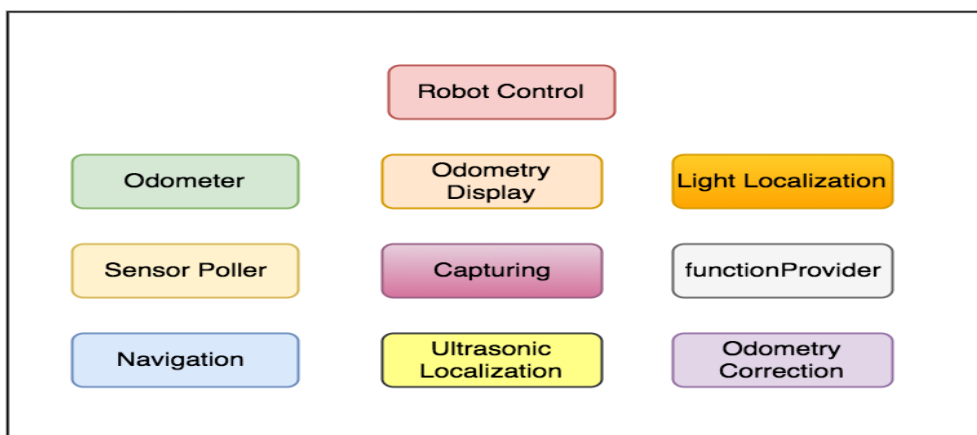 Robot Control
Odometer
Odometry
Display
Light Localization
Sensor Poller
Capturing
functionProvider
Navigation
Ultrasonic
Localization
Odometry
Correction